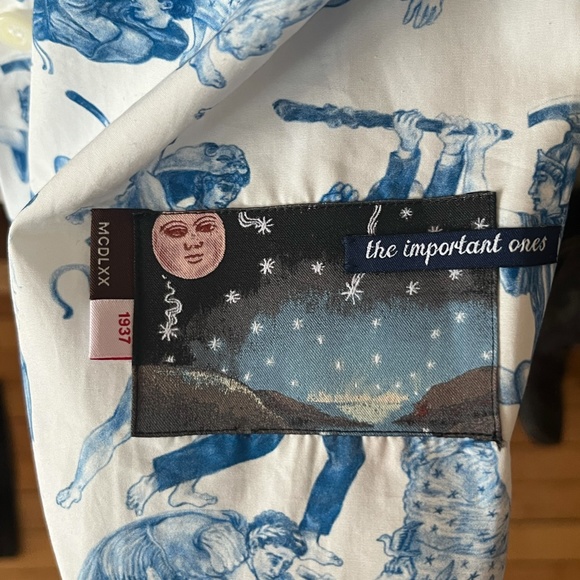 the important ones
MCDLXX
1937